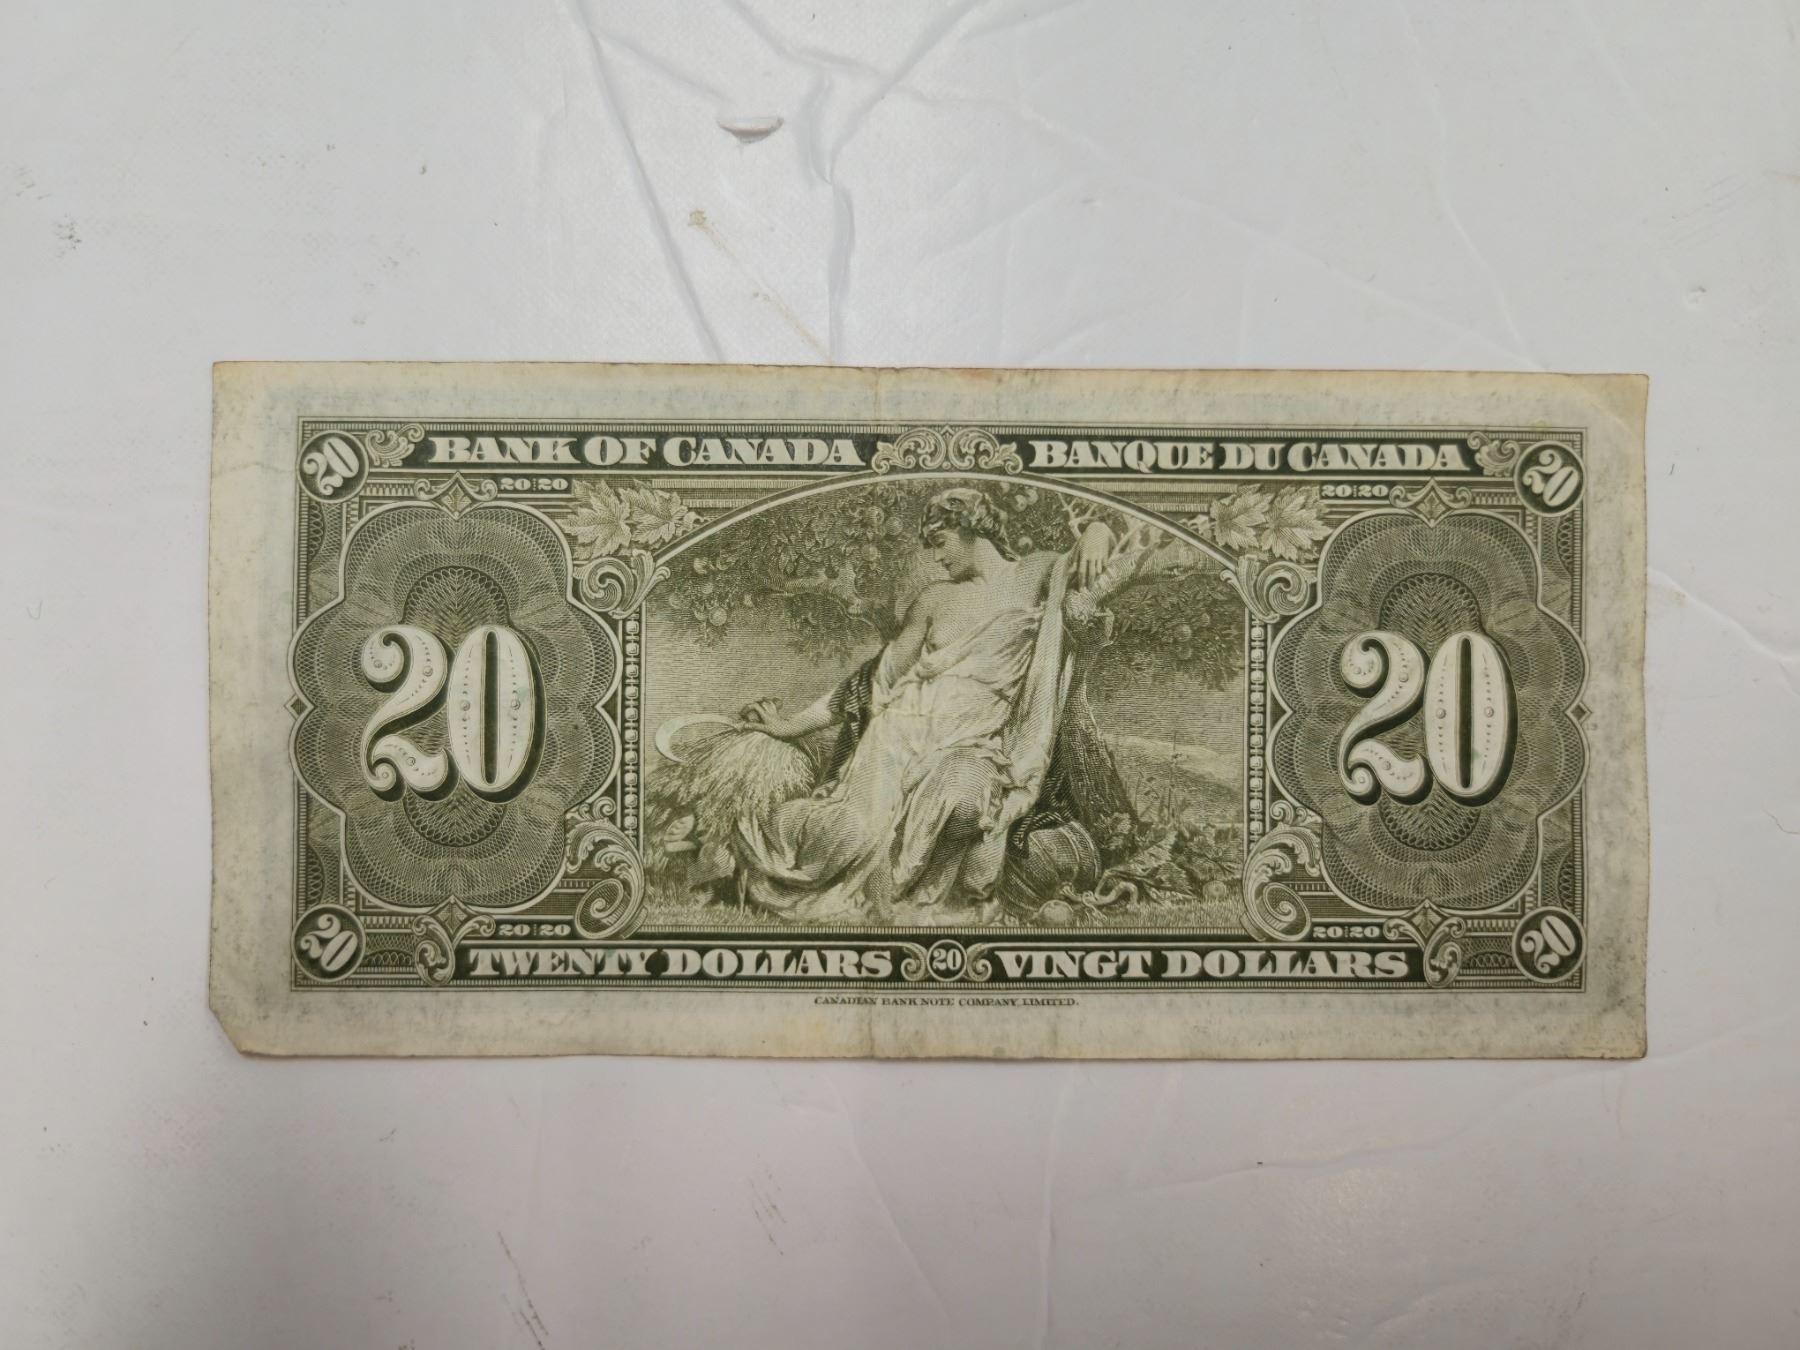 BANK OF CANADA BANQUE DU CANADA
20 20
20:20 20:20
20 20
20:20 20:20
20 TWENTY DOLLARS 20 VINGT DOLLARS 20
CANADIAN BANK NOTE COMPANY, LIMITED.